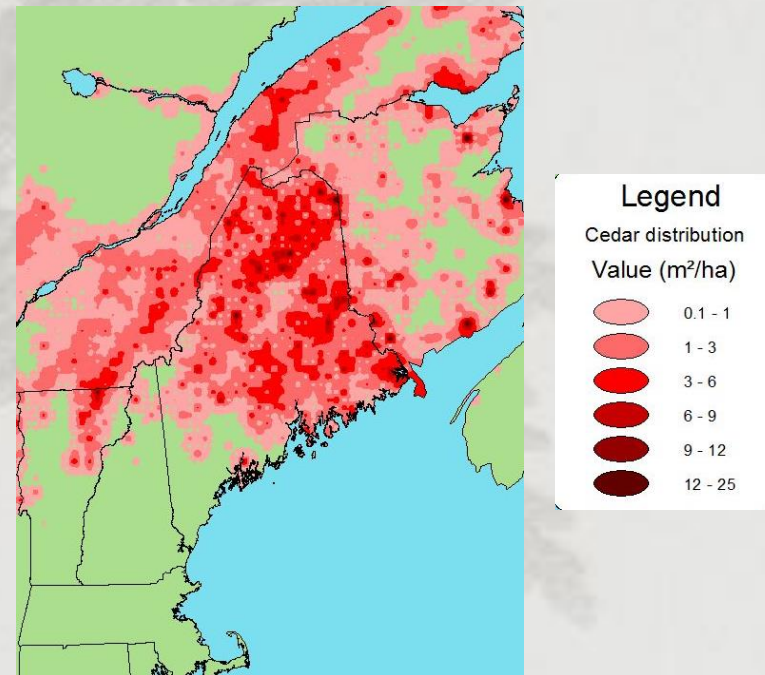 Legend
Cedar distribution
Value (m²/ha)
0.1 - 1
1 - 3
3 - 6
6 - 9
9 - 12
12 - 25